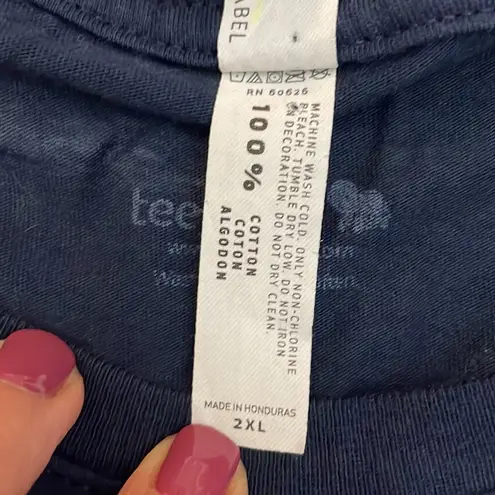 ABEL
RN 60626
100%
COTTON
COTON
ALGODON
MACHINE WASH COLD. ONLY NON-CHLORINE
BLEACH. TUMBLE DRY LOW. DO NOT IRON
ON DECORATION. DO NOT DRY CLEAN.
MADE IN HONDURAS
2XL
tee